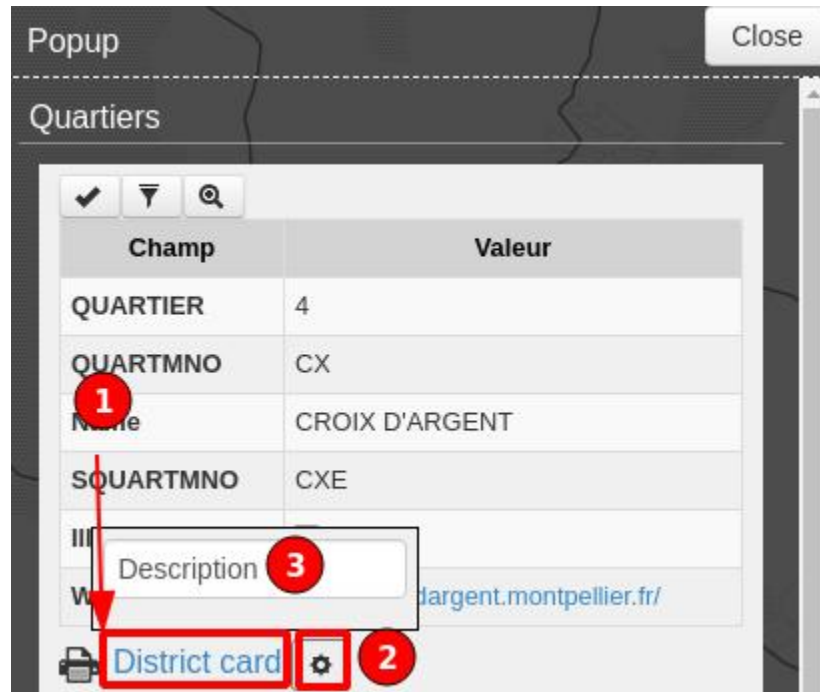 Popup
Close
Quartiers
Champ Valeur
QUARTIER 4
QUARTMNO CX
1
CROIX D'ARGENT
SQUARTMNO CXE
Description 3
dargent.montpellier.fr/
District card 2